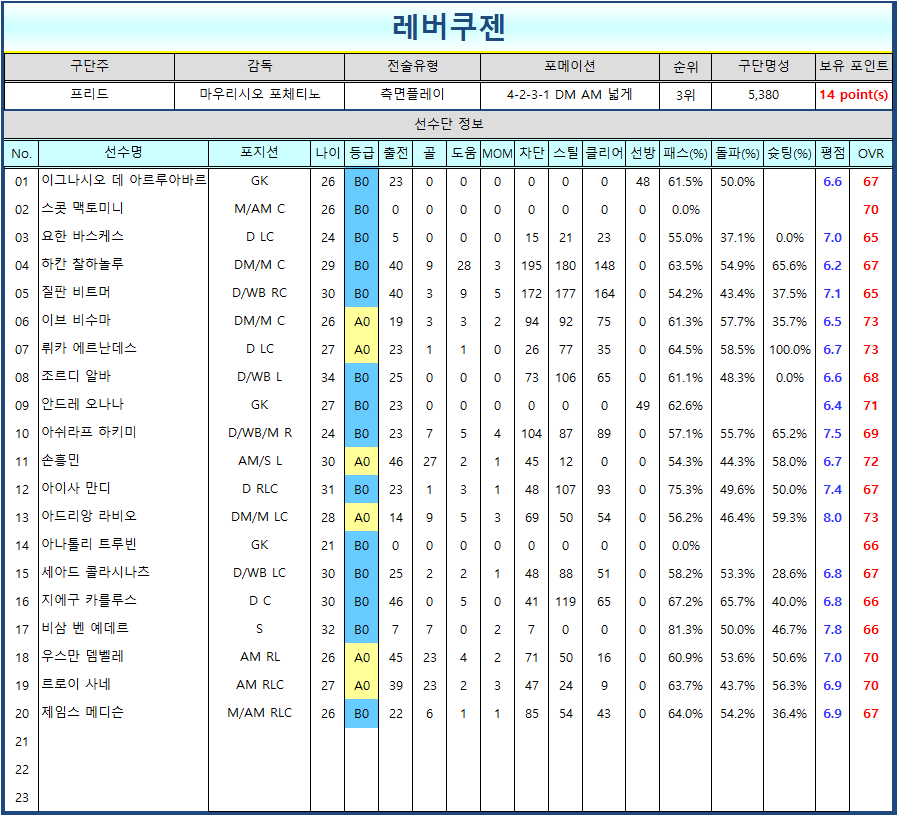 레버쿠젠
구단주 감독 전술유형 포메이션 순위 구단명성 보유 포인트
프리드 마우리시오 포체티노 측면플레이 4-2-3-1 DM AM 넓게 3위 5,380 14 point(s)
선수단 정보
No. 선수명 포지션 나이 등급 출전 골 도움 MOM 차단 스틸 클리어 선방 패스(%) 돌파(%) 슛팅(%) 평점 OVR
01 이그나시오 데 아르루아바르 GK 26 B0 23 0 0 0 0 0 0 48 61.5% 50.0% 6.6 67
02 스콧 맥토미니 M/AM C 26 B0 0 0 0 0 0 0 0 0 0.0% 70
03 요한 바스케스 D LC 24 B0 5 0 0 0 15 21 23 0 55.0% 37.1% 0.0% 7.0 65
04 하칸 찰하놀루 DM/M C 29 B0 40 9 28 3 195 180 148 0 63.5% 54.9% 65.6% 6.2 67
05 질판 비트머 D/WB RC 30 B0 40 3 9 5 172 177 164 0 54.2% 43.4% 37.5% 7.1 65
06 이브 비수마 DM/M C 26 A0 19 3 3 2 94 92 75 0 61.3% 57.7% 35.7% 6.5 73
07 뤼카 에르난데스 D LC 27 A0 23 1 1 0 26 77 35 0 64.5% 58.5% 100.0% 6.7 73
08 조르디 알바 D/WB L 34 B0 25 0 0 0 73 106 65 0 61.1% 48.3% 0.0% 6.6 68
09 안드레 오나나 GK 27 B0 23 0 0 0 0 0 0 49 62.6% 6.4 71
10 아쉬라프 하키미 D/WB/M R 24 B0 23 7 5 4 104 87 89 0 57.1% 55.7% 65.2% 7.5 69
11 손흥민 AM/S L 30 A0 46 27 2 1 45 12 0 0 54.3% 44.3% 58.0% 6.7 72
12 아이사 만디 D RLC 31 B0 23 1 3 1 48 107 93 0 75.3% 49.6% 50.0% 7.4 67
13 아드리앙 라비오 DM/M LC 28 A0 14 9 5 3 69 50 54 0 56.2% 46.4% 59.3% 8.0 73
14 아나톨리 트루빈 GK 21 B0 0 0 0 0 0 0 0 0 0.0% 66
15 세아드 콜라시나츠 D/WB LC 30 B0 25 2 2 1 48 88 51 0 58.2% 53.3% 28.6% 6.8 67
16 지에구 카를루스 D C 30 B0 46 0 5 0 41 119 65 0 67.2% 65.7% 40.0% 6.8 66
17 비삼 벤 예데르 S 32 B0 7 7 0 2 7 0 0 0 81.3% 50.0% 46.7% 7.8 66
18 우스만 뎀벨레 AM RL 26 A0 45 23 4 2 71 50 16 0 60.9% 53.6% 50.6% 7.0 70
19 르로이 사네 AM RLC 27 A0 39 23 2 3 47 24 9 0 63.7% 43.7% 56.3% 6.9 70
20 제임스 메디슨 M/AM RLC 26 B0 22 6 1 1 85 54 43 0 64.0% 54.2% 36.4% 6.9 67
21
22
23